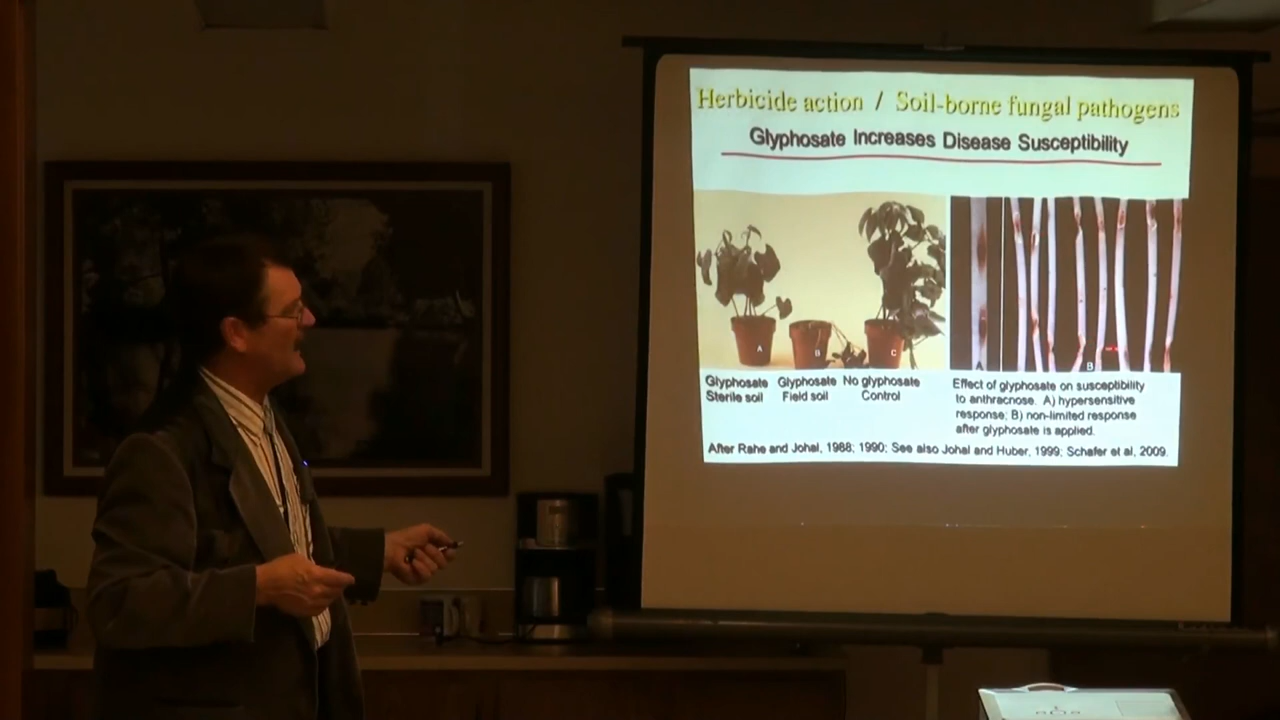 Herbicide action / Soil-borne fungal pathogens
Glyphosate Increases Disease Susceptibility
A B C
A B
Glyphosate Sterile soil
Glyphosate Field soil
No glyphosate Control
Effect of glyphosate on susceptibility
to anthracnose. A) hypersensitive
response; B) non-limited response
after glyphosate is applied.
After Rahe and Johal, 1988; 1990; See also Johal and Huber, 1999; Schafer et al, 2009.